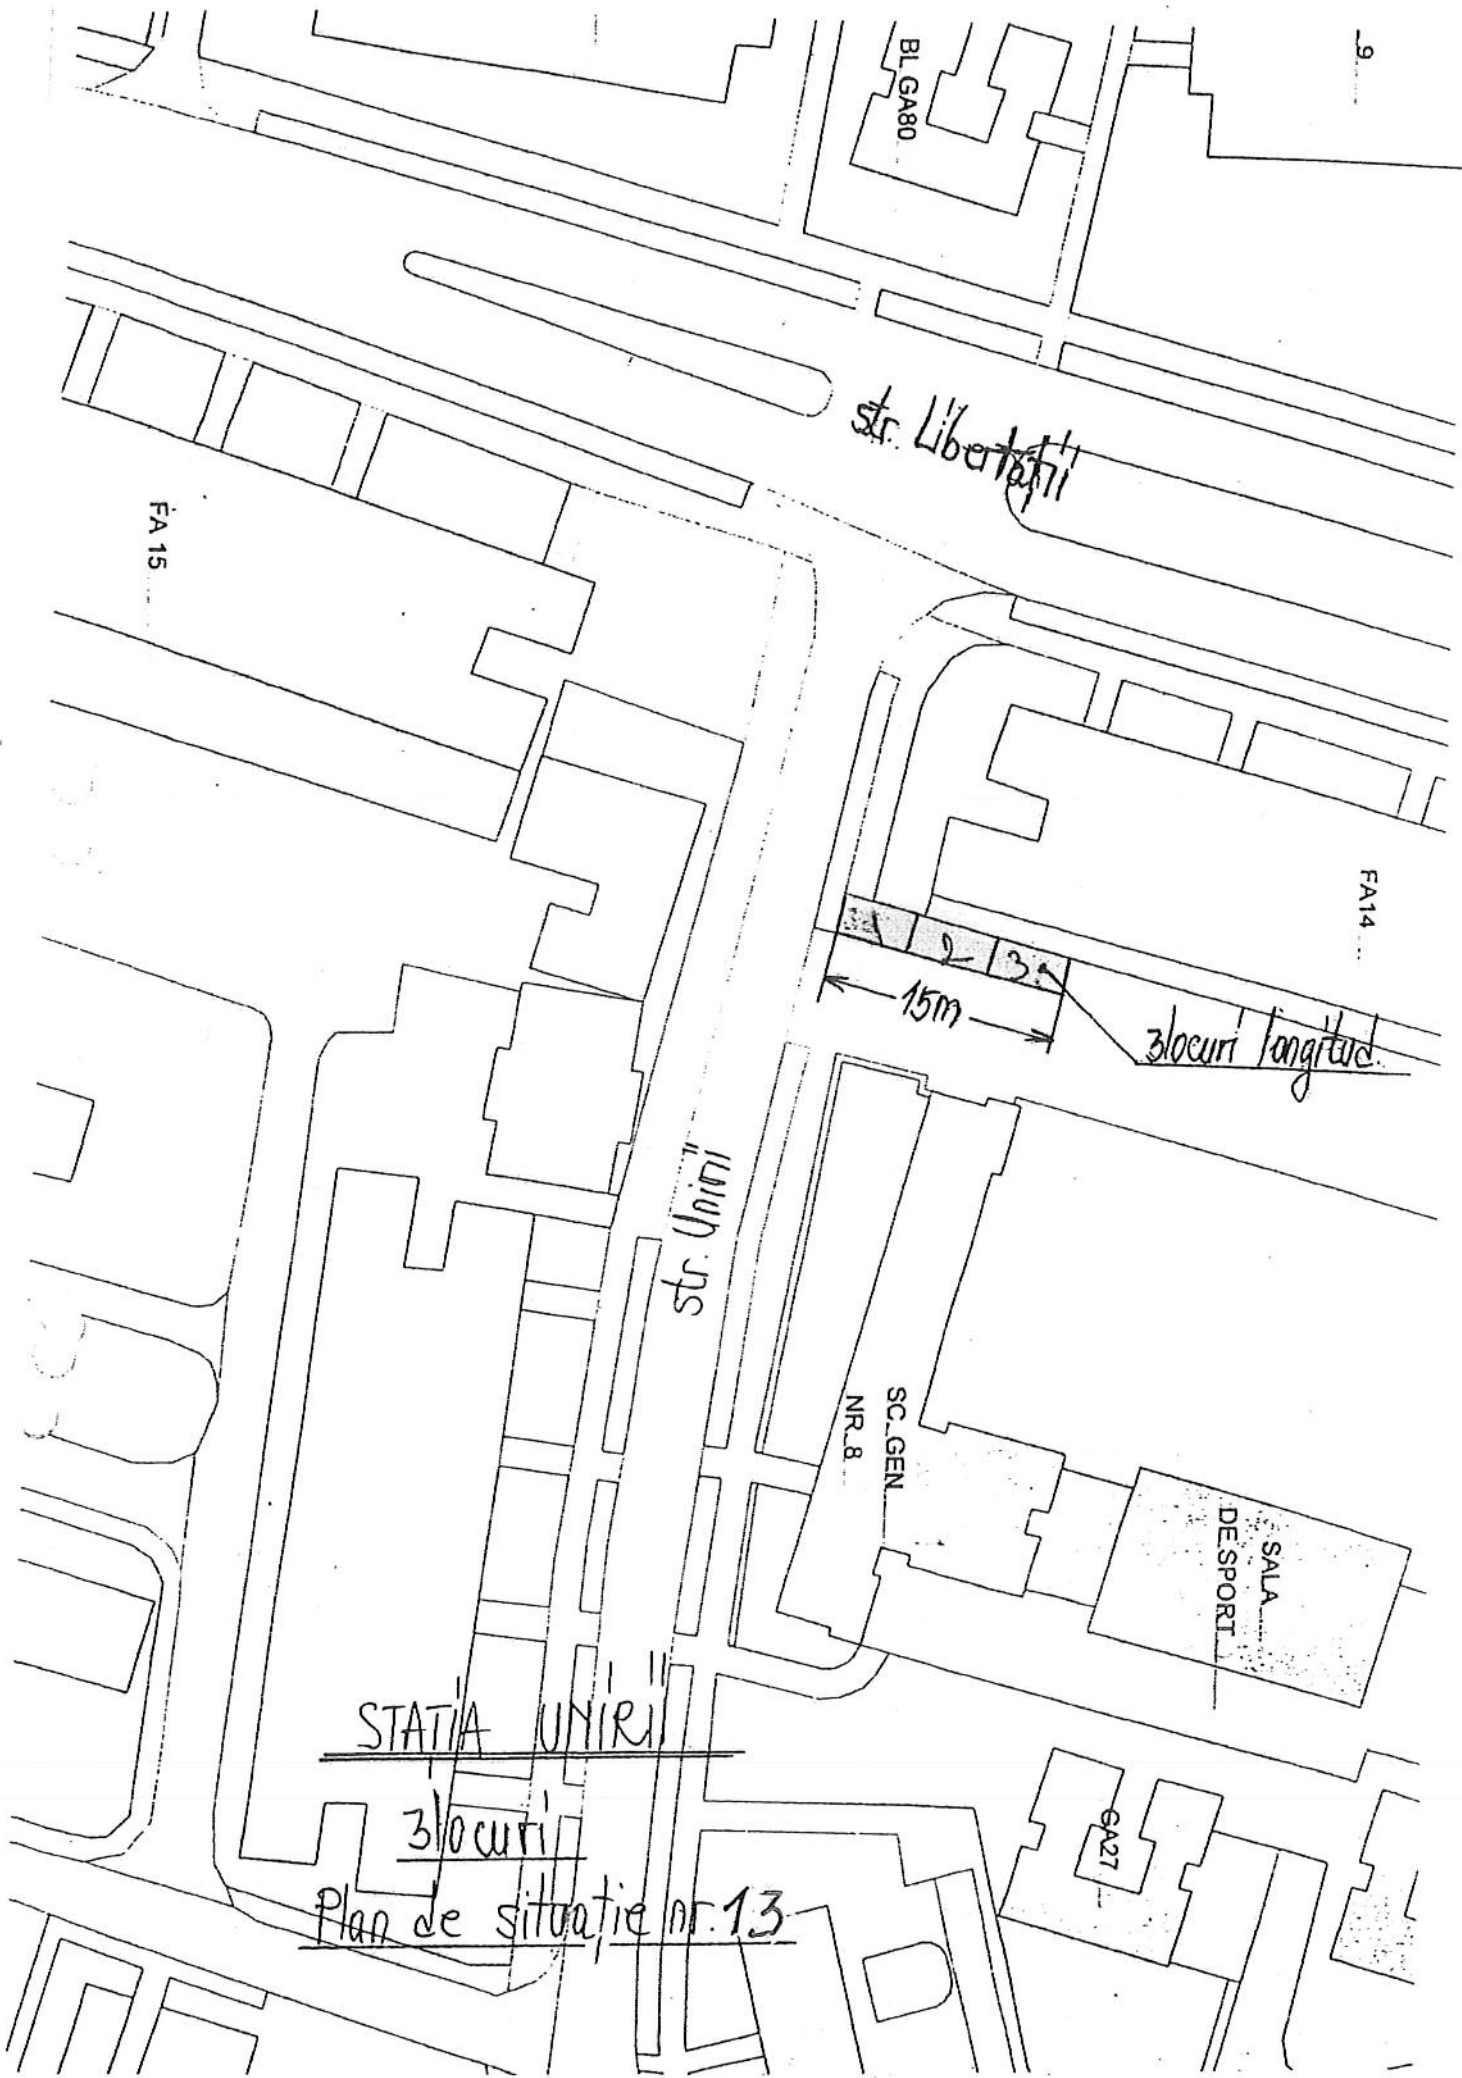 9
BL.GA80
str. Libertății
FA 15
FA14
1
2
3
15m
3locuri longitud.
str. Unirii
SC.GEN
NR.8
SALA
DE SPORT
STAȚIA UNIRII
GA27
3locuri
Plan de situație nr.13